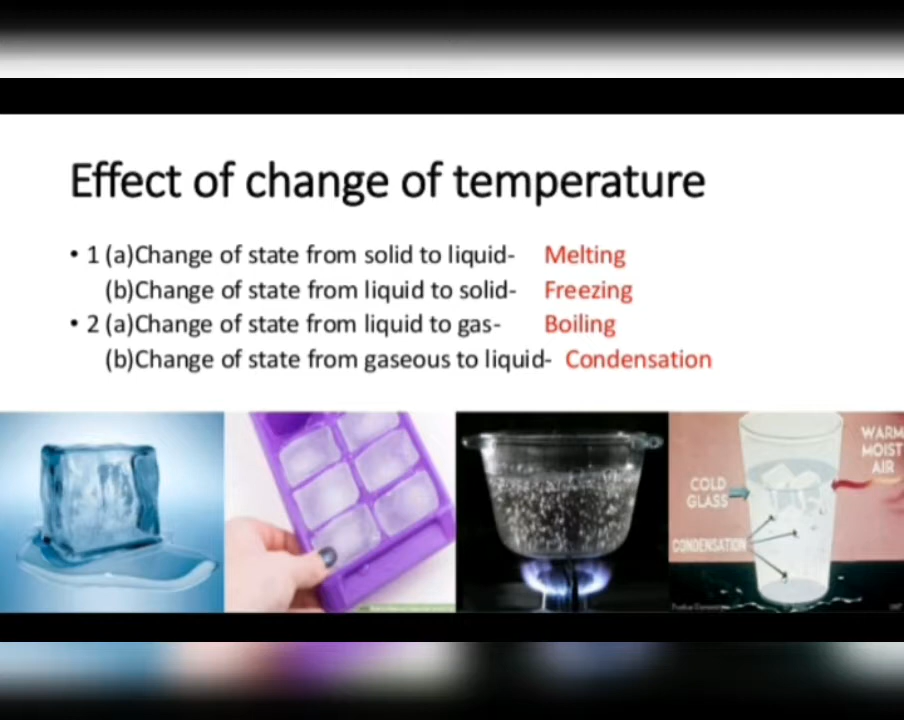 Effect of change of temperature
• 1 (a)Change of state from solid to liquid- Melting
(b)Change of state from liquid to solid- Freezing
• 2 (a)Change of state from liquid to gas- Boiling
(b)Change of state from gaseous to liquid- Condensation
COLD
GLASS
CONDENSATION
WARM
MOIST
AIR